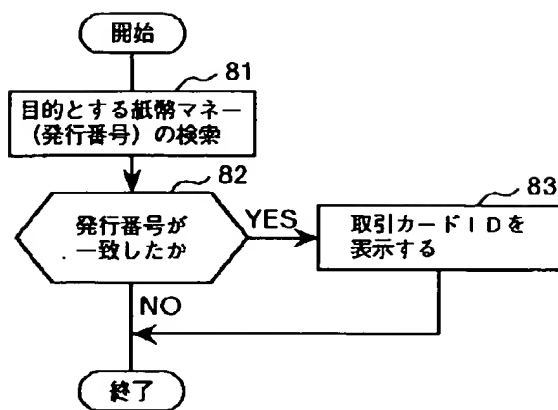 開始
81
目的とする紙幣マネー
(発行番号)の検索
82
発行番号が
一致したか
YES
83
取引カードIDを
表示する
NO
終了